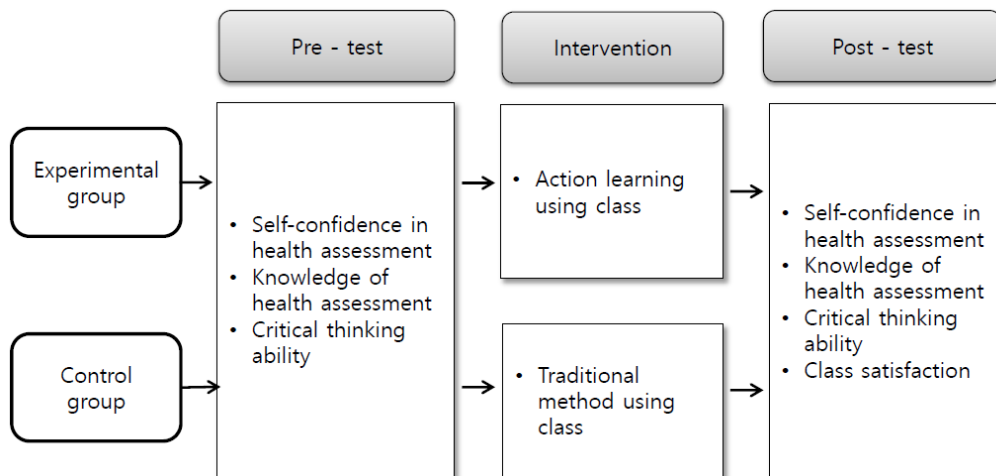 Pre - test
Intervention
Post - test
Experimental
group
Control
group
• Self-confidence in
health assessment
• Knowledge of
health assessment
• Critical thinking
ability
• Action learning
using class
• Traditional
method using
class
• Self-confidence in
health assessment
• Knowledge of
health assessment
• Critical thinking
ability
• Class satisfaction